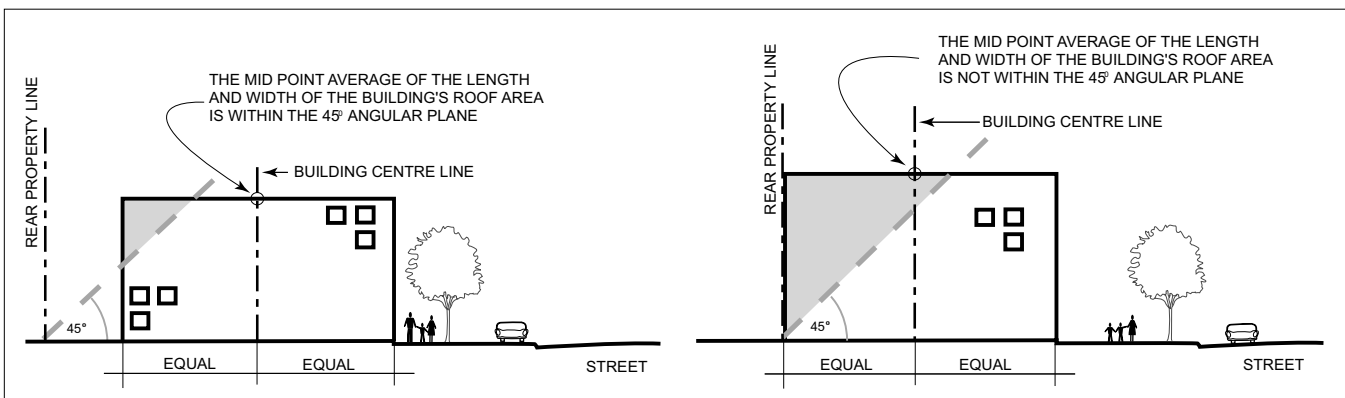 REAR PROPERTY LINE
THE MID POINT AVERAGE OF THE LENGTH
AND WIDTH OF THE BUILDING'S ROOF AREA
IS WITHIN THE 45º ANGULAR PLANE
BUILDING CENTRE LINE
45°
EQUAL
EQUAL
STREET
REAR PROPERTY LINE
THE MID POINT AVERAGE OF THE LENGTH
AND WIDTH OF THE BUILDING'S ROOF AREA
IS NOT WITHIN THE 45º ANGULAR PLANE
BUILDING CENTRE LINE
45°
EQUAL
EQUAL
STREET